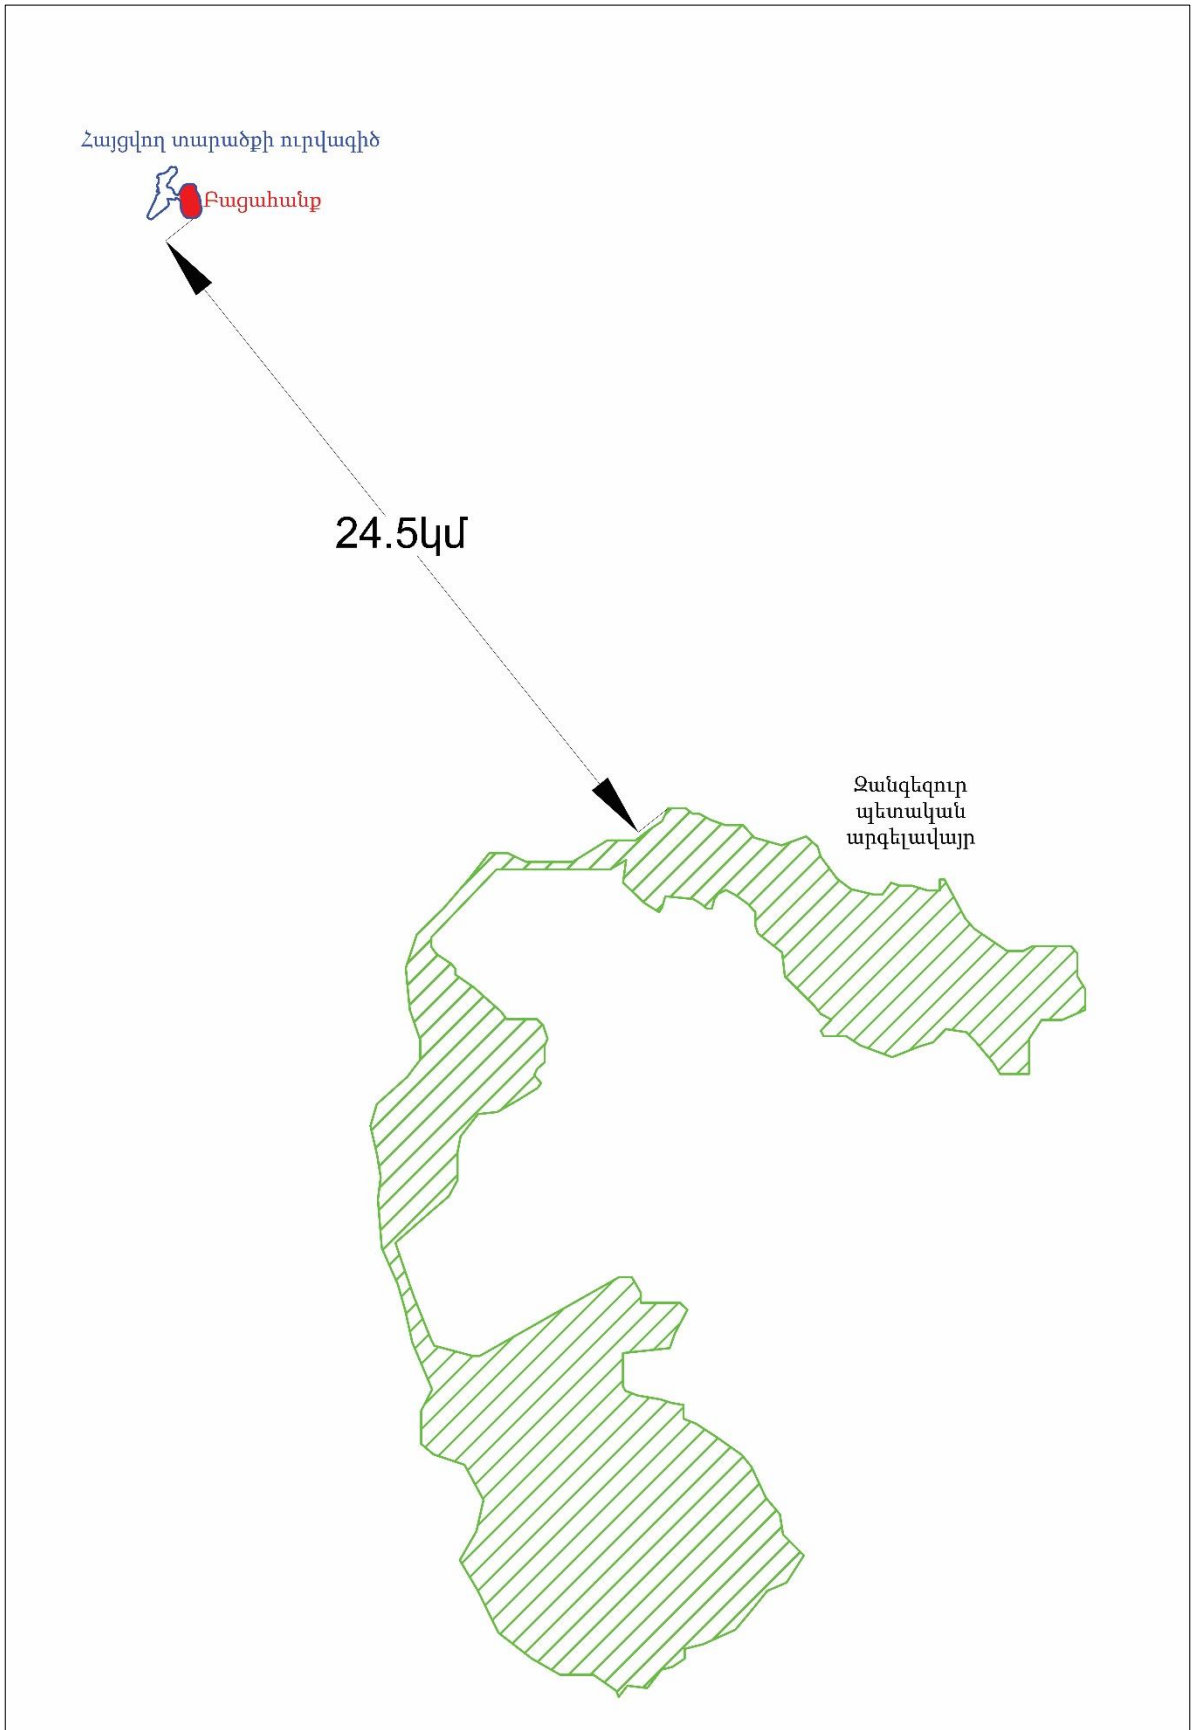 Հայցվող տարածքի ուրվագիծ
Բացահանք
24.5կմ
Զանգեզուր
պետական
արգելավայր